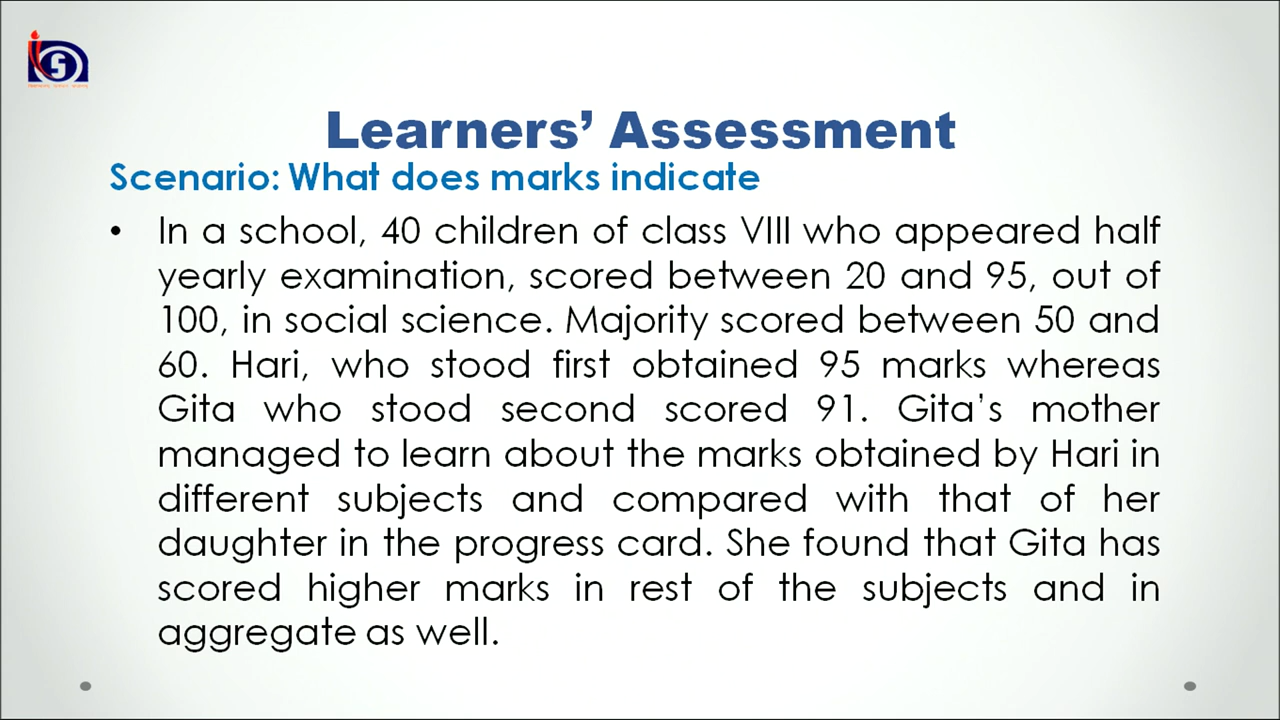 Learners’ Assessment
Scenario: What does marks indicate
• In a school, 40 children of class VIII who appeared half
yearly examination, scored between 20 and 95, out of
100, in social science. Majority scored between 50 and
60. Hari, who stood first obtained 95 marks whereas
Gita who stood second scored 91. Gita’s mother
managed to learn about the marks obtained by Hari in
different subjects and compared with that of her
daughter in the progress card. She found that Gita has
scored higher marks in rest of the subjects and in
aggregate as well.